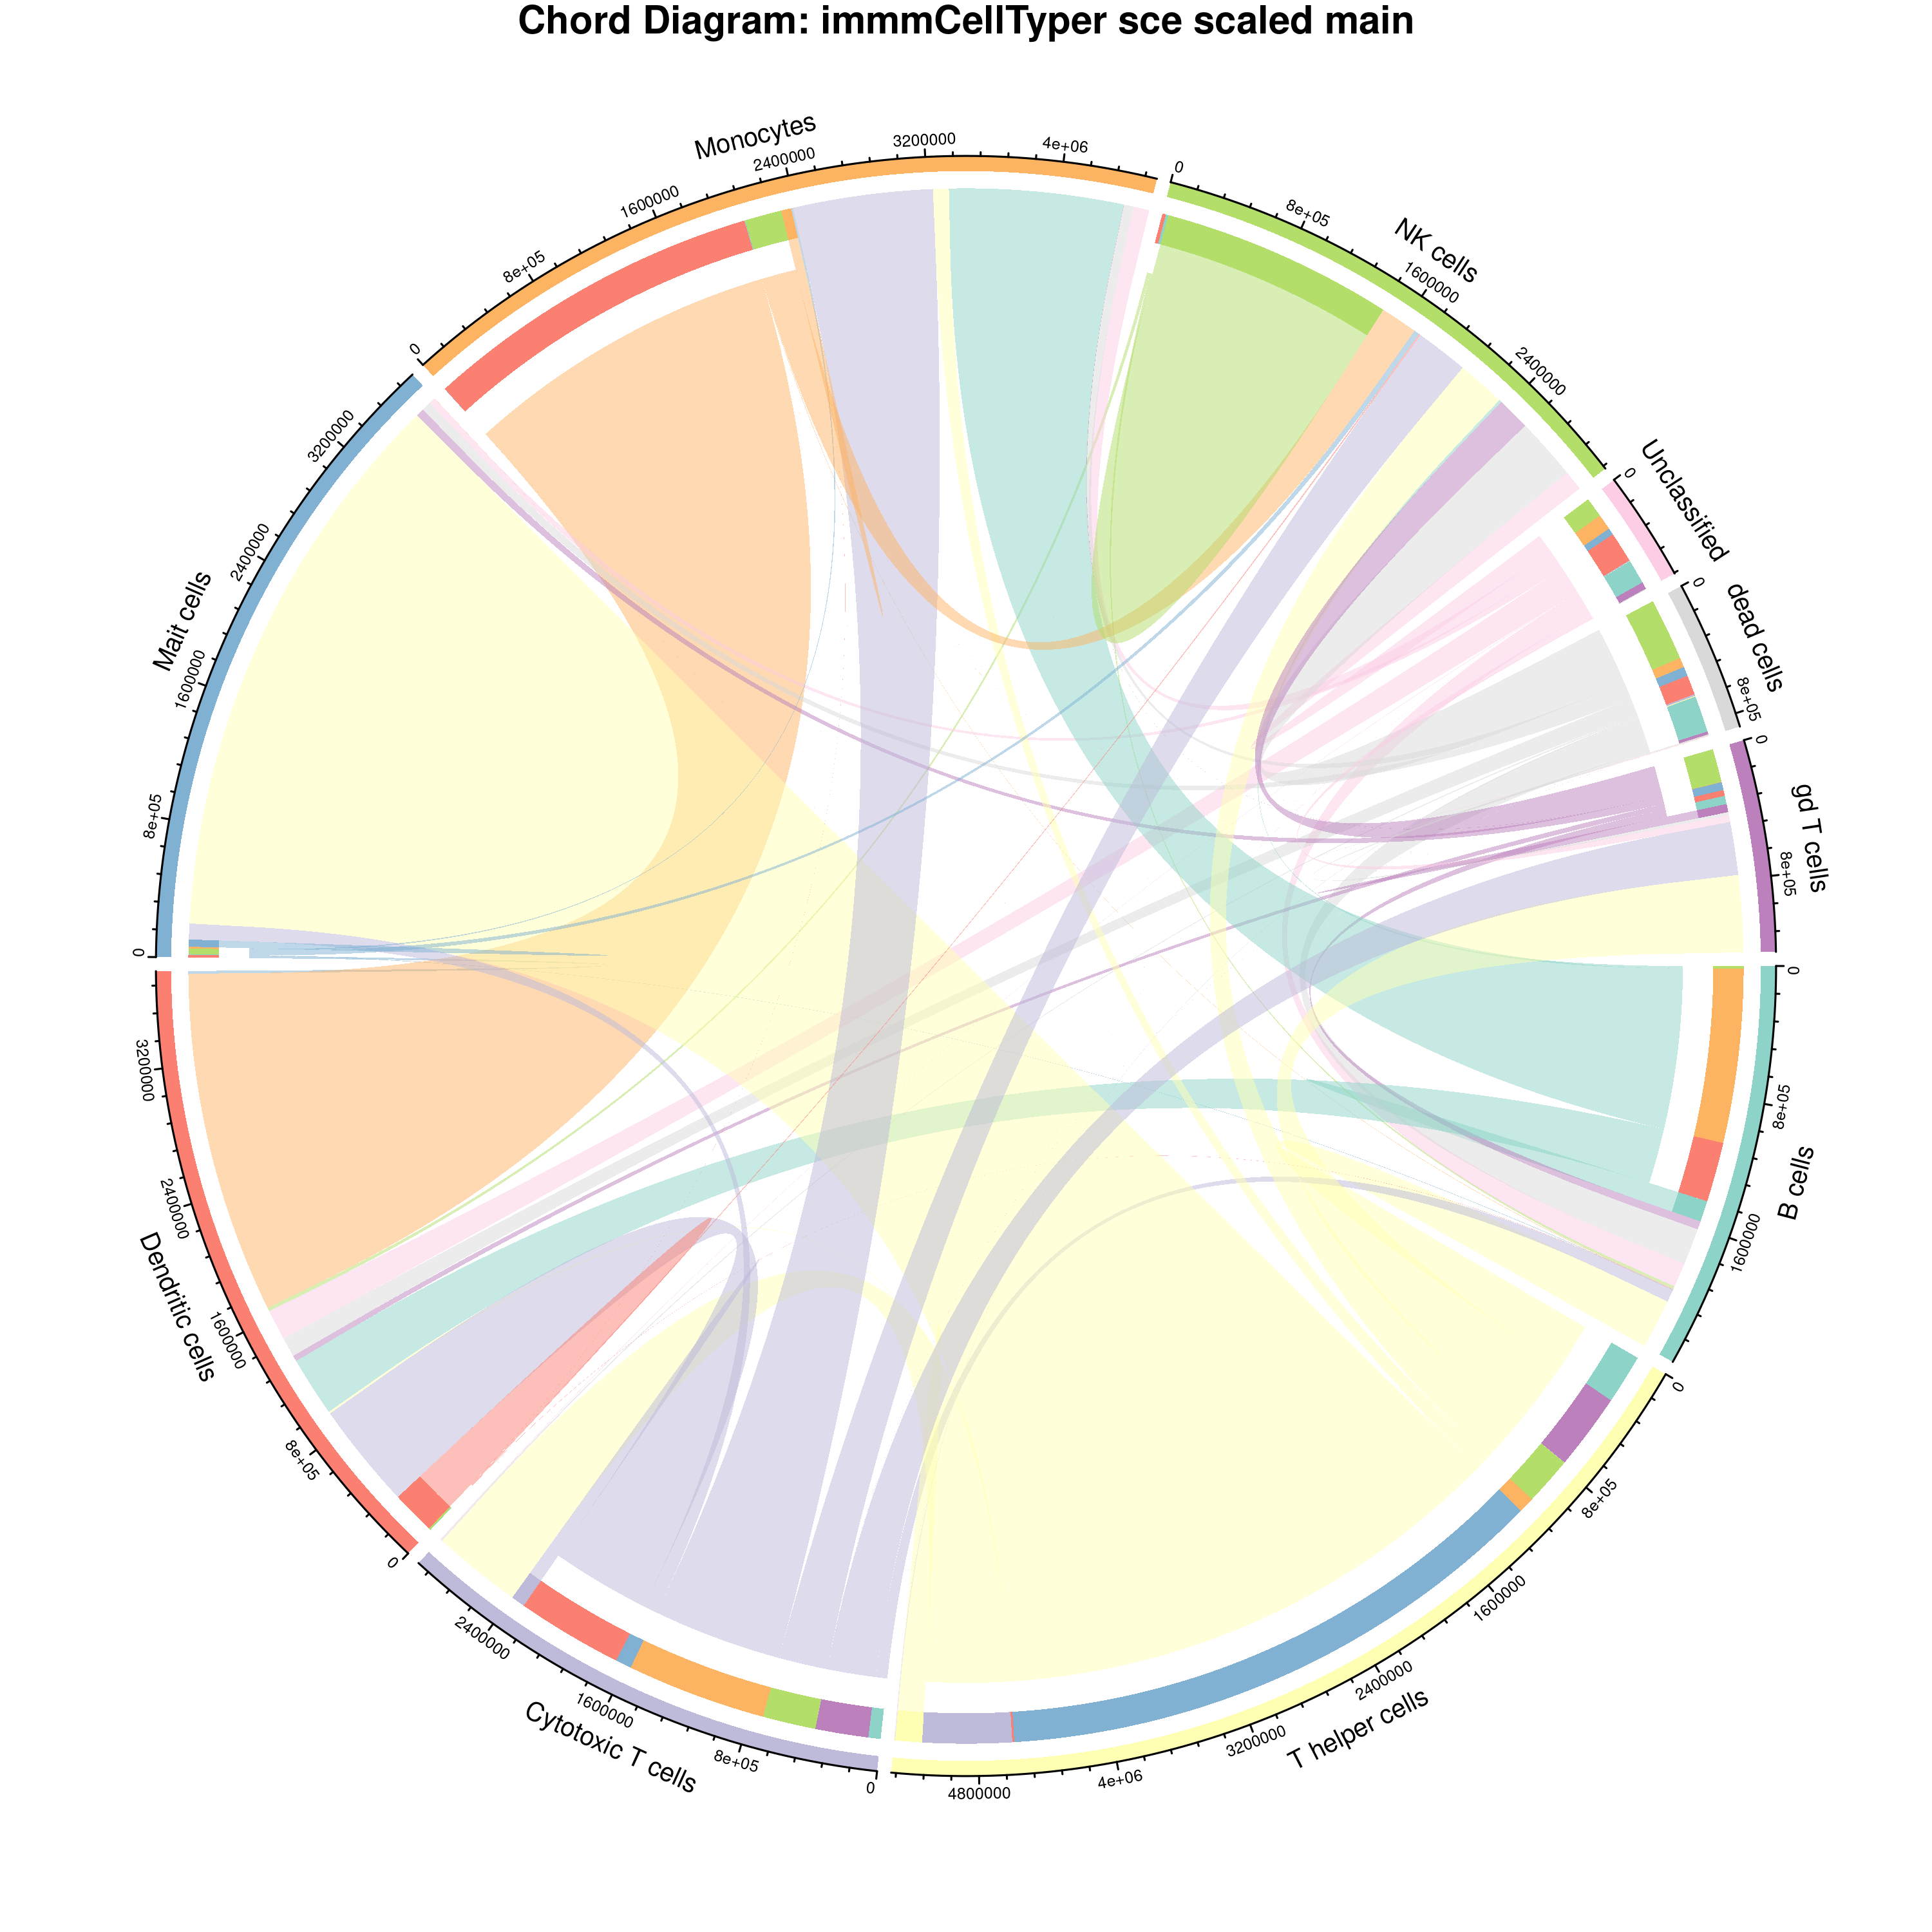 Chord Diagram: immmCellTyper sce scaled main
Monocytes
0
8e+05
1600000
2400000
3200000
4e+06
NK cells
0
8e+05
1600000
2400000
Unclassified
0
dead cells
0
8e+05
gd T cells
0
8e+05
B cells
0
8e+05
1600000
T helper cells
0
8e+05
1600000
2400000
3200000
4e+06
4800000
Cytotoxic T cells
0
8e+05
1600000
2400000
Dendritic cells
0
8e+05
1600000
2400000
3200000
Mait cells
0
8e+05
1600000
2400000
3200000